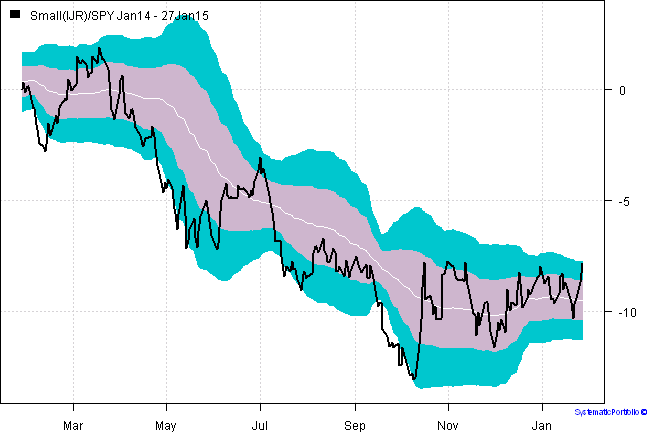 Small(IJR)/SPY Jan14 - 27Jan15
0
-5
-10
SystematicPortfolio ©
Mar May Jul Sep Nov Jan